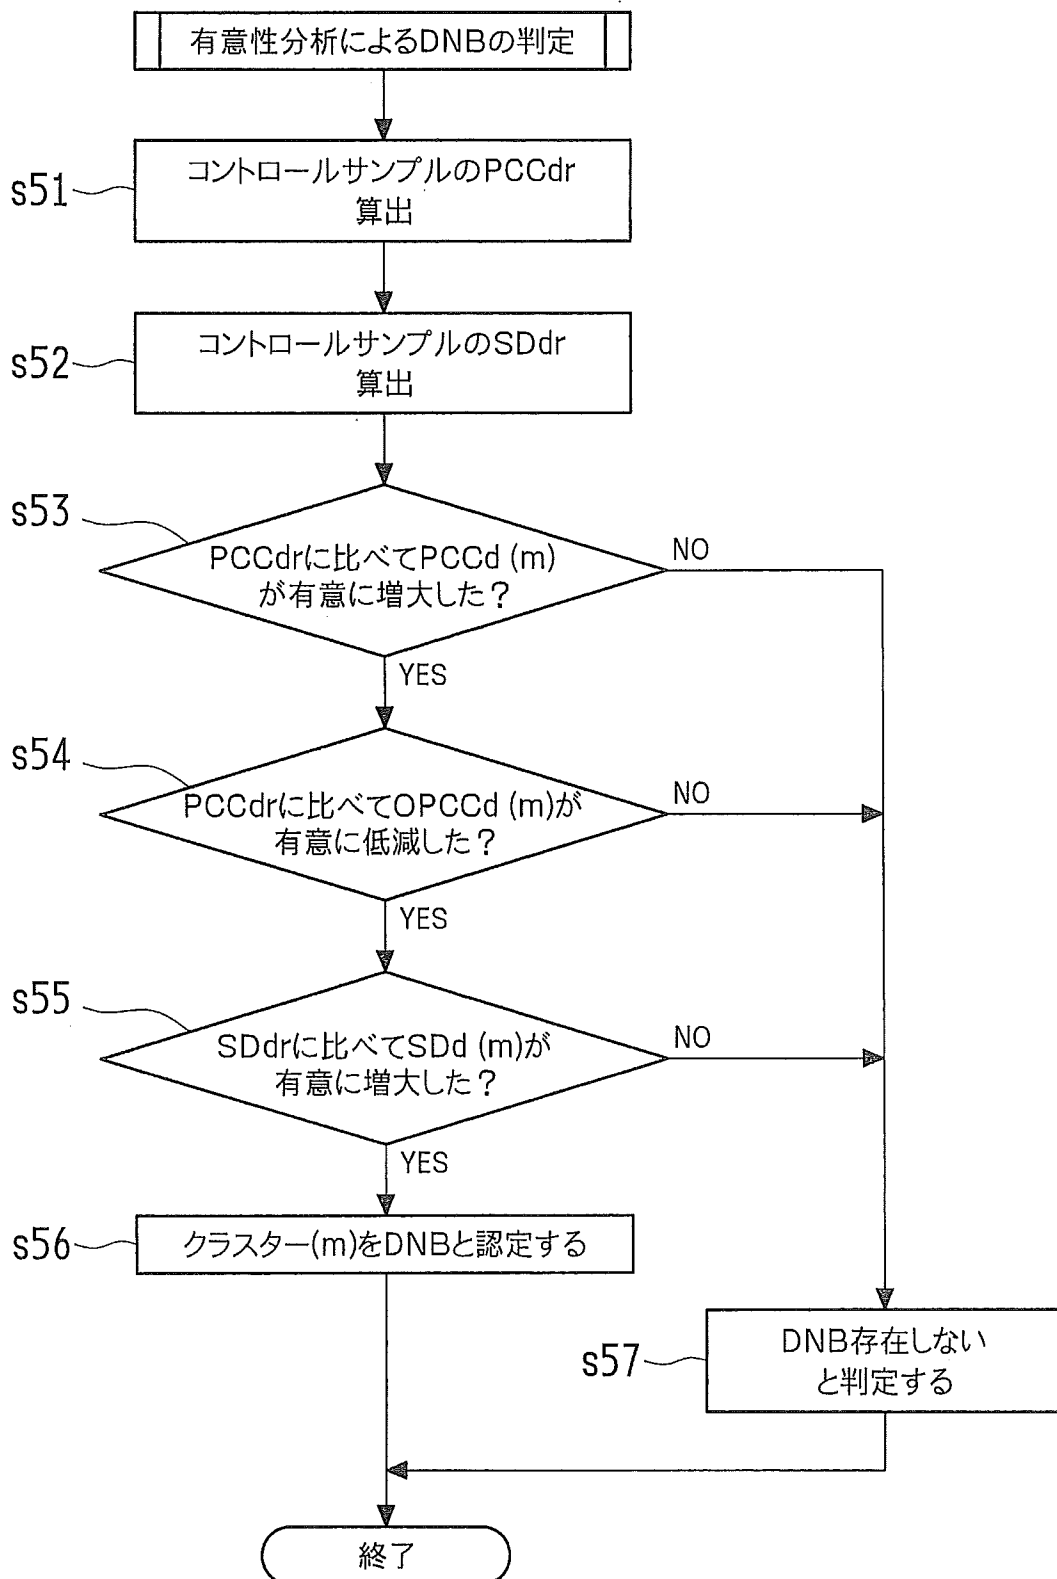 有意性分析によるDNBの判定
s51
コントロールサンプルのPCCdr
算出
s52
コントロールサンプルのSDdr
算出
s53
PCCdrに比べてPCCd (m)
が有意に増大した？
NO
YES
s54
PCCdrに比べてOPCCd (m)が
有意に低減した？
NO
YES
s55
SDdrに比べてSDd (m)が
有意に増大した？
NO
YES
s56
クラスター(m)をDNBと認定する
s57
DNB存在しない
と判定する
終了